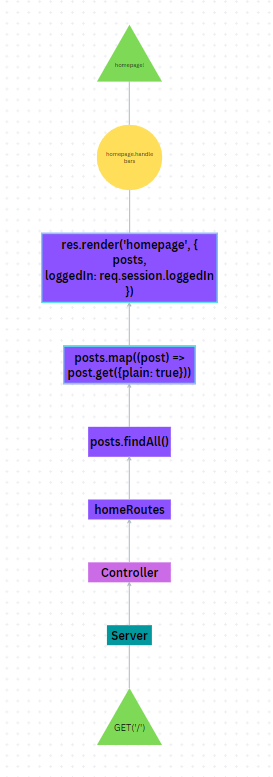 homepage!
homepage.handle
bars
res.render('homepage', {
posts,
loggedIn: req.session.loggedIn
})
posts.map((post) =>
post.get({plain: true}))
posts.findAll()
homeRoutes
Controller
Server
GET('/')